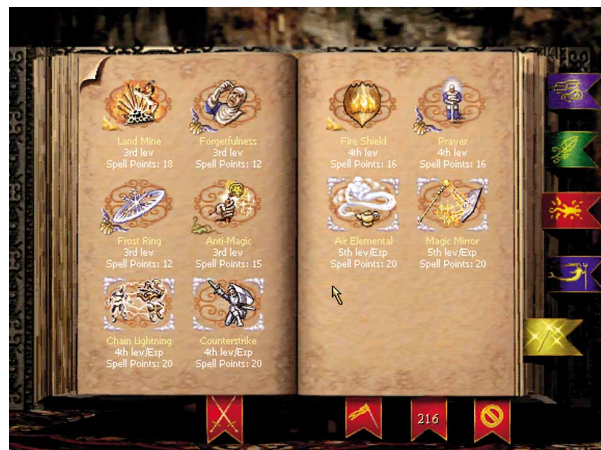 Land Mine
3rd lev
Spell Points: 18
Forgetfulness
3rd lev
Spell Points: 12
Frost Ring
3rd lev
Spell Points: 12
Anti-Magic
3rd lev
Spell Points: 15
Chain Lightning
4th lev/Exp
Spell Points: 20
Counterstrike
4th lev/Exp
Spell Points: 20
Fire Shield
4th lev
Spell Points: 16
Prayer
4th lev
Spell Points: 16
Air Elemental
5th lev/Exp
Spell Points: 20
Magic Mirror
5th lev/Exp
Spell Points: 20
216